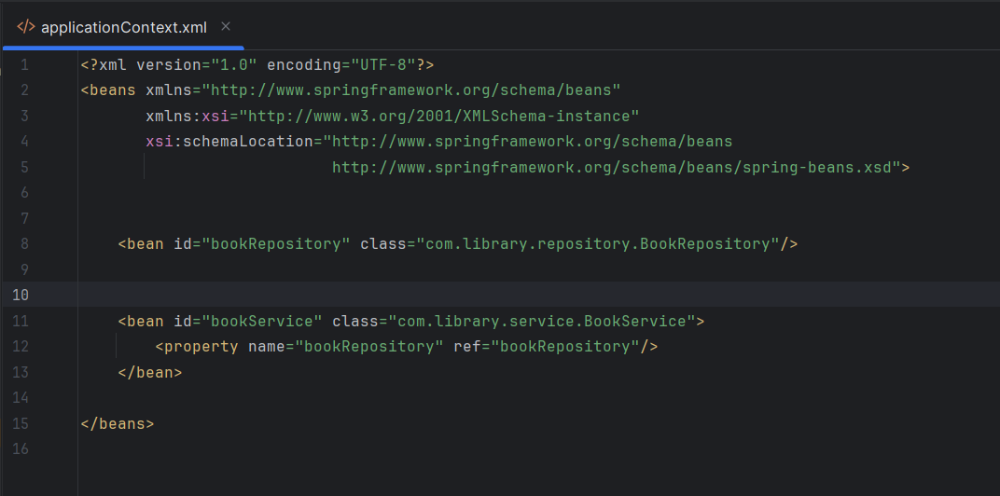 </> applicationContext.xml ×
1 <?xml version="1.0" encoding="UTF-8"?>
2 <beans xmlns="http://www.springframework.org/schema/beans"
3 xmlns:xsi="http://www.w3.org/2001/XMLSchema-instance"
4 xsi:schemaLocation="http://www.springframework.org/schema/beans
5 http://www.springframework.org/schema/beans/spring-beans.xsd">
6
7
8 <bean id="bookRepository" class="com.library.repository.BookRepository"/>
9
10
11 <bean id="bookService" class="com.library.service.BookService">
12 <property name="bookRepository" ref="bookRepository"/>
13 </bean>
14
15 </beans>
16